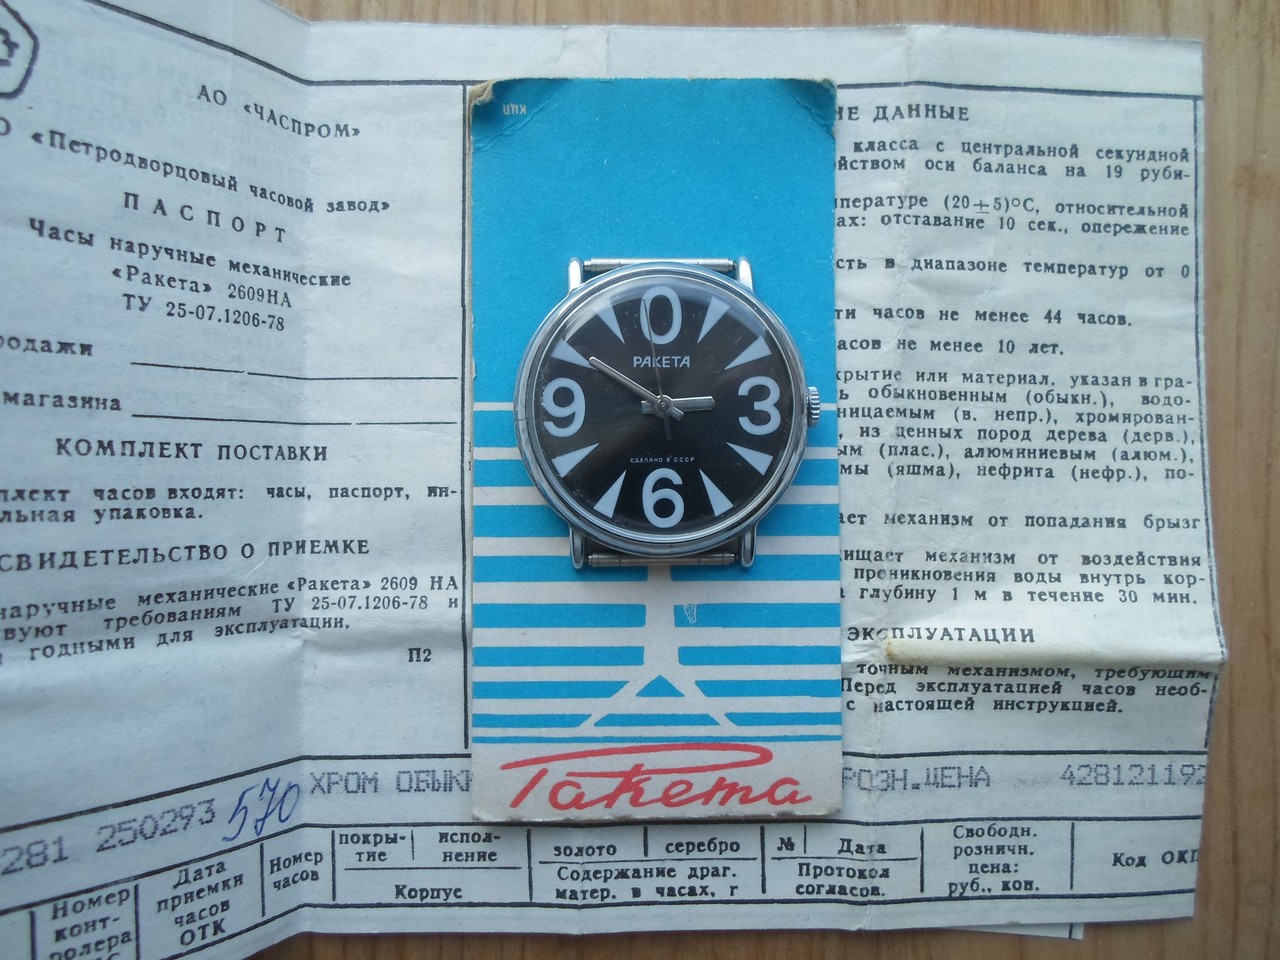 АО «ЧАСПРОМ»
О «Петродворцовый часовой завод»
ПАСПОРТ
Часы наручные механические
«Ракета» 2609НА
ТУ 25-07.1206-78
родажи
магазина
КОМПЛЕКТ ПОСТАВКИ
плект часов входят: часы, паспорт, ин-
льная упаковка.
СВИДЕТЕЛЬСТВО О ПРИЕМКЕ
наручные механические «Ракета» 2609 НА
вуют требованиям ТУ 25-07.1206-78 и
годными для эксплуатации.
П2
281 250293 570 ХРОМ ОБЫКН
Номер контролера
Дата приемки часов ОТК
Номер часов
покры-тие
испол-нение
Корпус
КЦП
0
РАКЕТА
9 3
СДЕЛАНО В СССР
6
Ракета
НЕ ДАННЫЕ
класса с центральной секундной
йством оси баланса на 19 руби-
пературе (20±5)°С, относительной
ах: отставание 10 сек., опережение
сть в диапазоне температур от 0
ти часов не менее 44 часов.
асов не менее 10 лет.
крытие или материал, указан в гра-
ь обыкновенным (обыкн.), водо-
ницаемым (в. непр.), хромирован-
, из ценных пород дерева (дерв.),
ым (плас.), алюминиевым (алюм.),
мы (яшма), нефрита (нефр.), по-
ает механизм от попадания брызг
ищает механизм от воздействия
проникновения воды внутрь кор-
а глубину 1 м в течение 30 мин.
ЭКСПЛУАТАЦИИ
точным механизмом, требующим
Перед эксплуатацией часов необ-
с настоящей инструкцией.
РОЗН.ЦЕНА 428121192
золото серебро
Содержание драг.
матер. в часах, г
№ Дата
Протокол
согласов.
Свободн.
розничн.
цена:
руб., коп.
Код ОКП